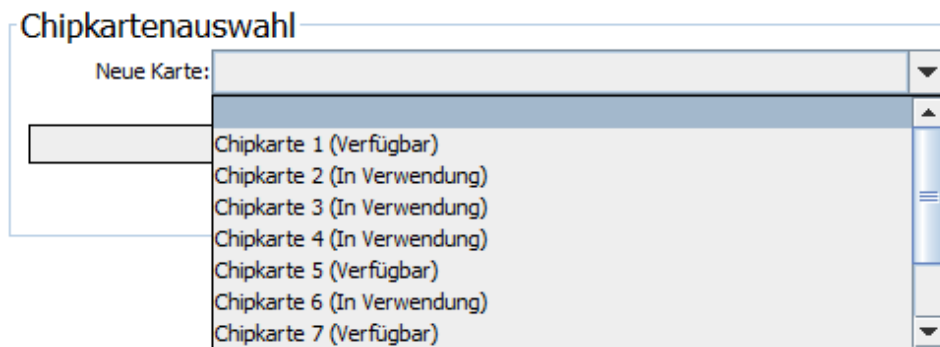 Chipkartenauswahl
Neue Karte:
Chipkarte 1 (Verfügbar)
Chipkarte 2 (In Verwendung)
Chipkarte 3 (In Verwendung)
Chipkarte 4 (In Verwendung)
Chipkarte 5 (Verfügbar)
Chipkarte 6 (In Verwendung)
Chipkarte 7 (Verfügbar)